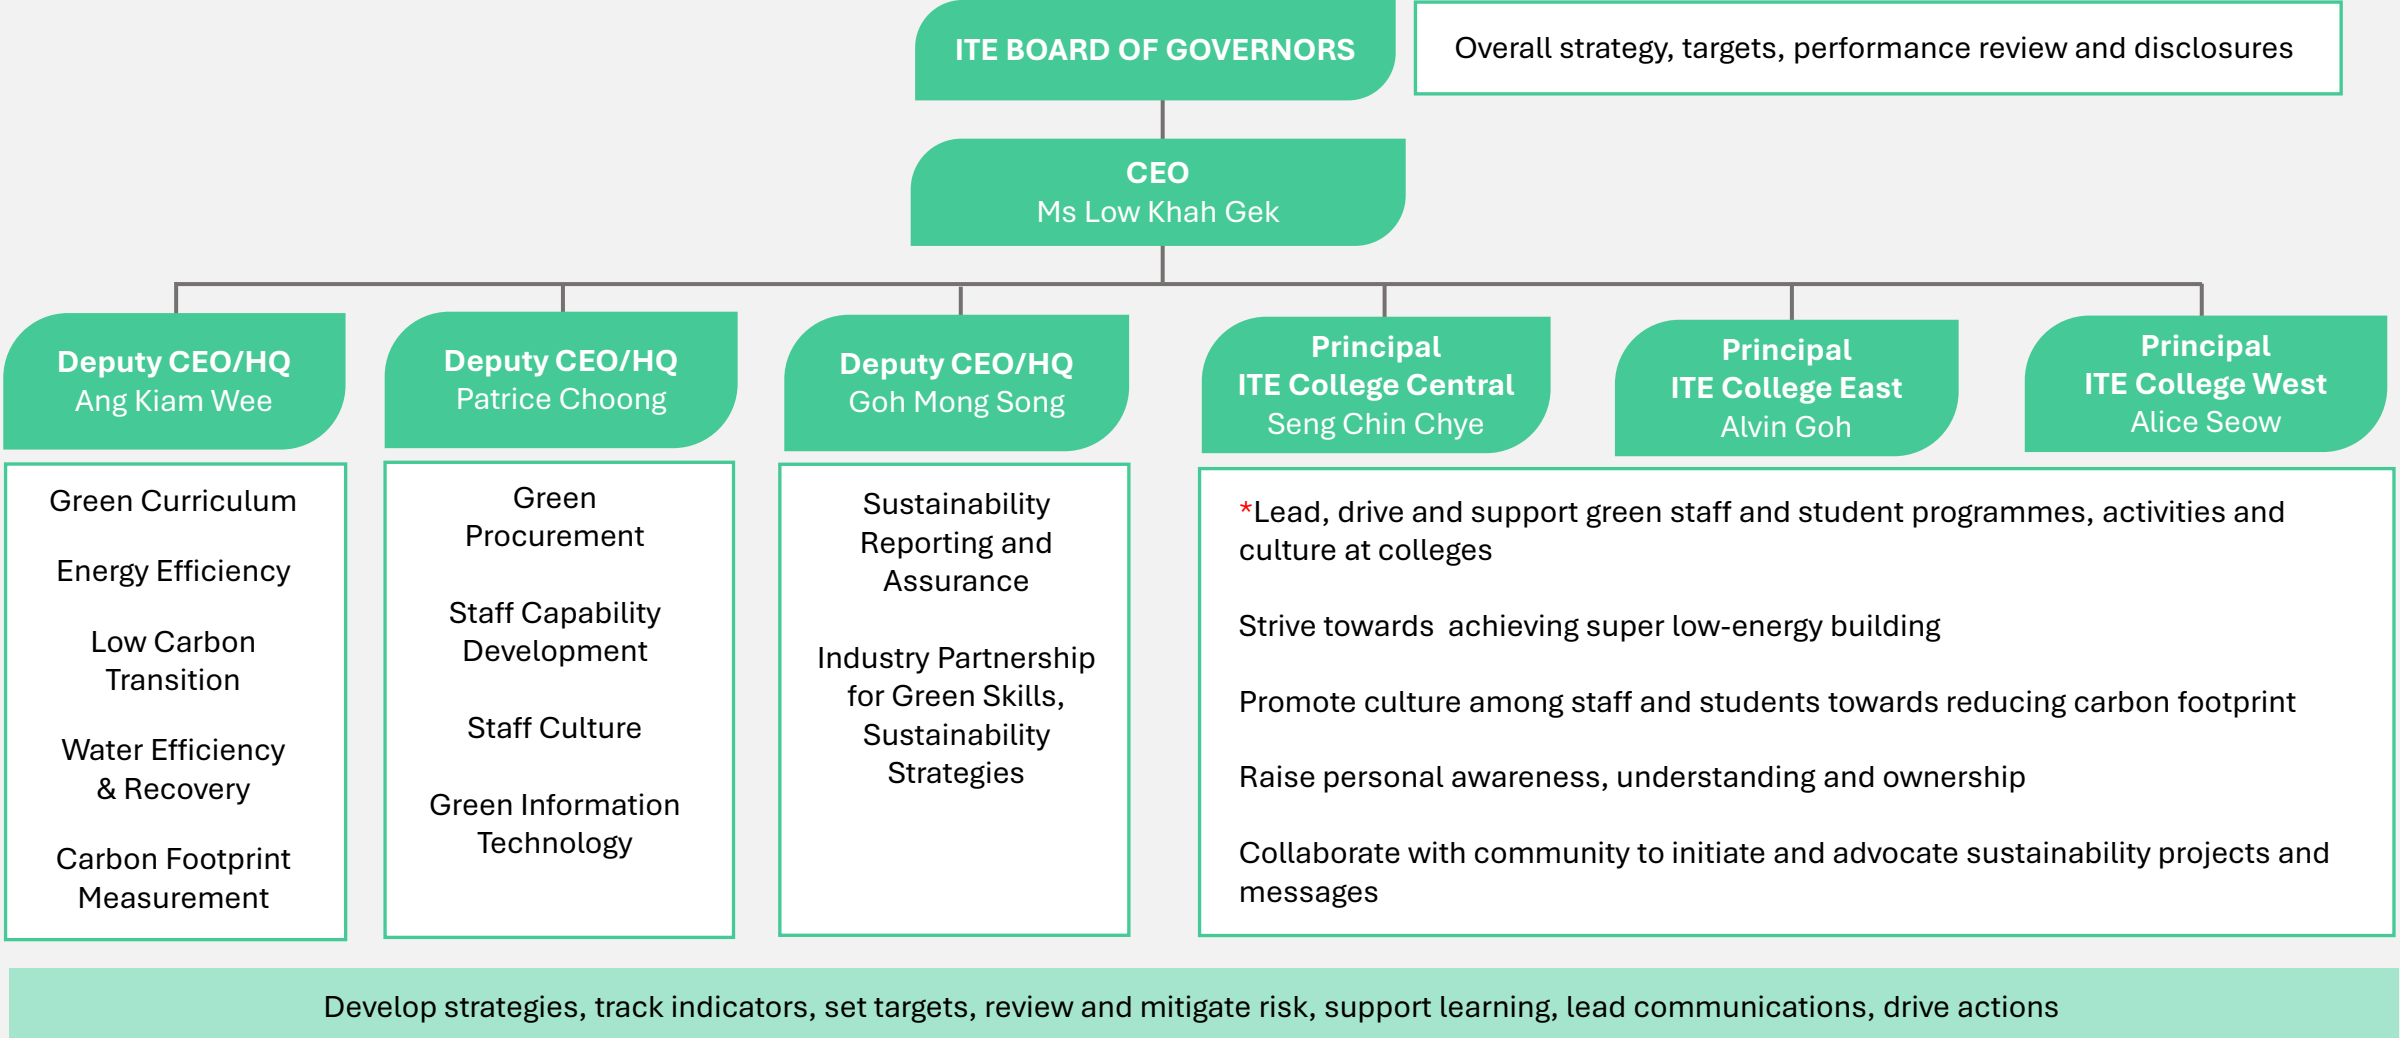 ITE BOARD OF GOVERNORS
Overall strategy, targets, performance review and disclosures
CEO
Ms Low Khah Gek
Deputy CEO/HQ
Ang Kiam Wee
Deputy CEO/HQ
Patrice Choong
Deputy CEO/HQ
Goh Mong Song
Principal
ITE College Central
Seng Chin Chye
Principal
ITE College East
Alvin Goh
Principal
ITE College West
Alice Seow
Green Curriculum
Energy Efficiency
Low Carbon
Transition
Water Efficiency
& Recovery
Carbon Footprint
Measurement
Green
Procurement
Staff Capability
Development
Staff Culture
Green Information
Technology
Sustainability
Reporting and
Assurance
Industry Partnership
for Green Skills,
Sustainability
Strategies
*Lead, drive and support green staff and student programmes, activities and
culture at colleges
Strive towards  achieving super low-energy building
Promote culture among staff and students towards reducing carbon footprint
Raise personal awareness, understanding and ownership
Collaborate with community to initiate and advocate sustainability projects and
messages
Develop strategies, track indicators, set targets, review and mitigate risk, support learning, lead communications, drive actions